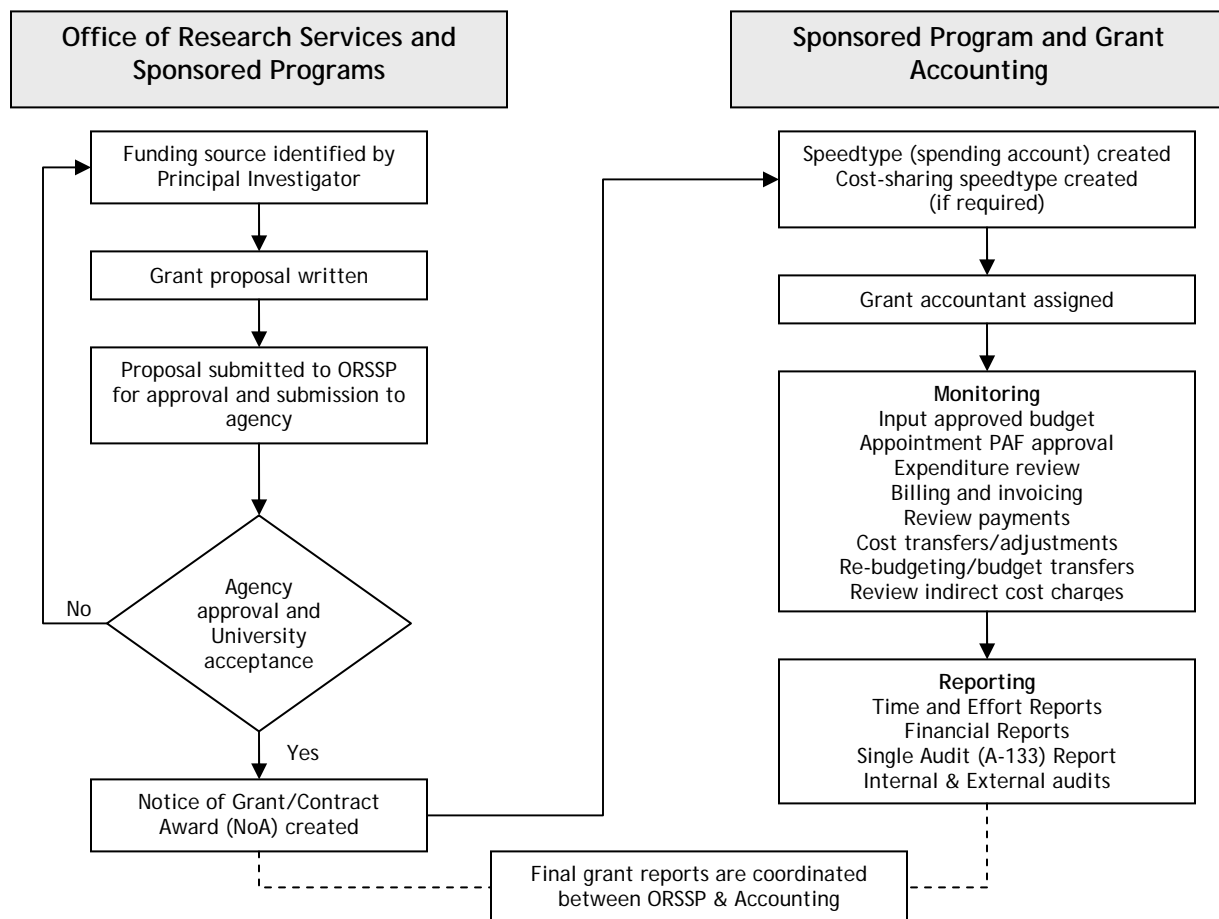 Office of Research Services and
Sponsored Programs
Funding source identified by
Principal Investigator
Grant proposal written
Proposal submitted to ORSSP
for approval and submission to
agency
Agency
approval and
University
acceptance
No
Yes
Notice of Grant/Contract
Award (NoA) created
Sponsored Program and Grant
Accounting
Speedtype (spending account) created
Cost-sharing speedtype created
(if required)
Grant accountant assigned
Monitoring
Input approved budget
Appointment PAF approval
Expenditure review
Billing and invoicing
Review payments
Cost transfers/adjustments
Re-budgeting/budget transfers
Review indirect cost charges
Reporting
Time and Effort Reports
Financial Reports
Single Audit (A-133) Report
Internal & External audits
Final grant reports are coordinated
between ORSSP & Accounting